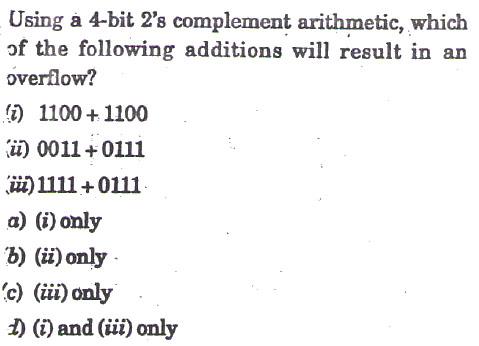 Using a 4-bit 2's complement arithmetic, which
of the following additions will result in an
overflow?
(i) 1100 + 1100
(ii) 0011 + 0111
(iii) 1111 + 0111
a) (i) only
b) (ii) only
c) (iii) only
d) (i) and (iii) only